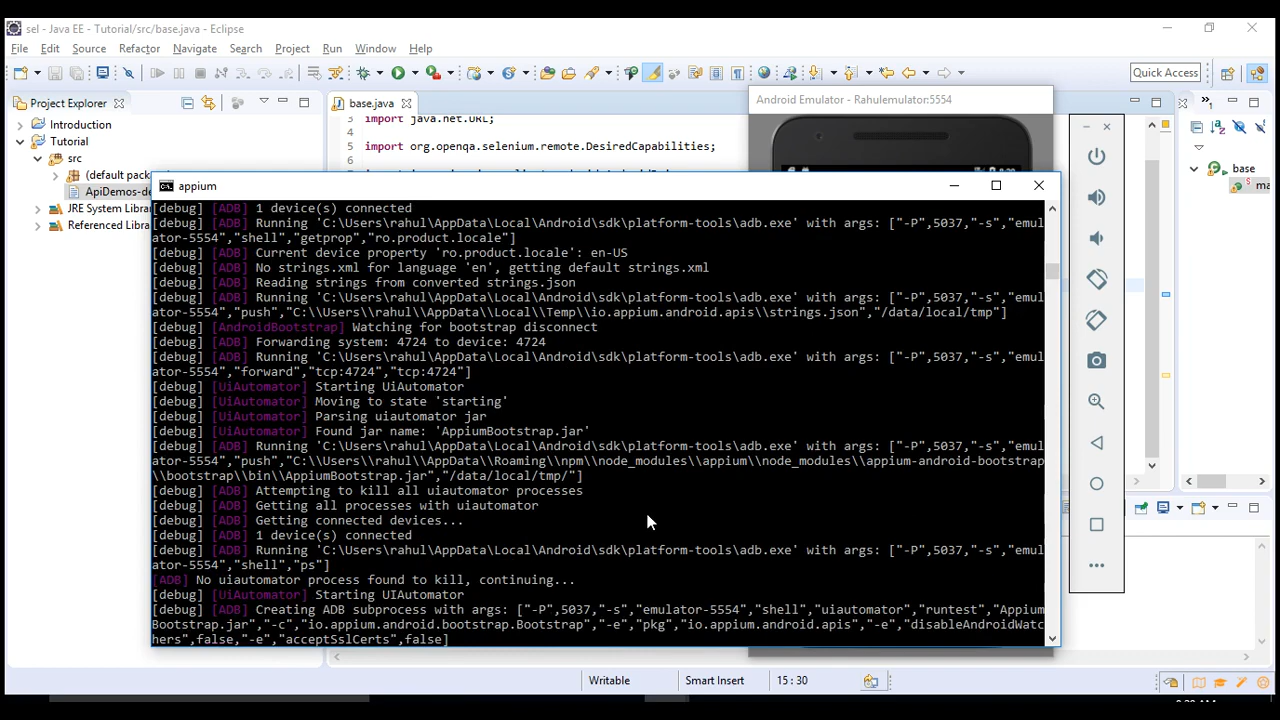 sel - Java EE - Tutorial/src/base.java - Eclipse
File Edit Source Refactor Navigate Search Project Run Window Help
Quick Access
Project Explorer
base.java
Android Emulator - Rahulemulator:5554
Introduction
Tutorial
src
(default pac
ApiDemos-de
JRE System Libra
Referenced Libra
3 import java.net.URL;
4
5 import org.openqa.selenium.remote.DesiredCapabilities;
6
base
ma
appium
[debug] [ADB] 1 device(s) connected
[debug] [ADB] Running 'C:\Users\rahul\AppData\Local\Android\sdk\platform-tools\adb.exe' with args: ["-P",5037,"-s","emul
ator-5554","shell","getprop","ro.product.locale"]
[debug] [ADB] Current device property 'ro.product.locale': en-US
[debug] [ADB] No strings.xml for language 'en', getting default strings.xml
[debug] [ADB] Reading strings from converted strings.json
[debug] [ADB] Running 'C:\Users\rahul\AppData\Local\Android\sdk\platform-tools\adb.exe' with args: ["-P",5037,"-s","emul
ator-5554","push","C:\\Users\\rahul\\AppData\\Local\\Temp\\io.appium.android.apis\\strings.json","/data/local/tmp"]
[debug] [AndroidBootstrap] Watching for bootstrap disconnect
[debug] [ADB] Forwarding system: 4724 to device: 4724
[debug] [ADB] Running 'C:\Users\rahul\AppData\Local\Android\sdk\platform-tools\adb.exe' with args: ["-P",5037,"-s","emul
ator-5554","forward","tcp:4724","tcp:4724"]
[debug] [UiAutomator] Starting UiAutomator
[debug] [UiAutomator] Moving to state 'starting'
[debug] [UiAutomator] Parsing uiautomator jar
[debug] [UiAutomator] Found jar name: 'AppiumBootstrap.jar'
[debug] [ADB] Running 'C:\Users\rahul\AppData\Local\Android\sdk\platform-tools\adb.exe' with args: ["-P",5037,"-s","emul
ator-5554","push","C:\\Users\\rahul\\AppData\\Roaming\\npm\\node_modules\\appium\\node_modules\\appium-android-bootstrap
\\bootstrap\\bin\\AppiumBootstrap.jar","/data/local/tmp/"]
[debug] [ADB] Attempting to kill all uiautomator processes
[debug] [ADB] Getting all processes with uiautomator
[debug] [ADB] Getting connected devices...
[debug] [ADB] 1 device(s) connected
[debug] [ADB] Running 'C:\Users\rahul\AppData\Local\Android\sdk\platform-tools\adb.exe' with args: ["-P",5037,"-s","emul
ator-5554","shell","ps"]
[ADB] No uiautomator process found to kill, continuing...
[debug] [UiAutomator] Starting UIAutomator
[debug] [ADB] Creating ADB subprocess with args: ["-P",5037,"-s","emulator-5554","shell","uiautomator","runtest","Appium
Bootstrap.jar","-c","io.appium.android.bootstrap.Bootstrap","-e","pkg","io.appium.android.apis","-e","disableAndroidWatc
hers",false,"-e","acceptSslCerts",false]
Writable Smart Insert 15 : 30